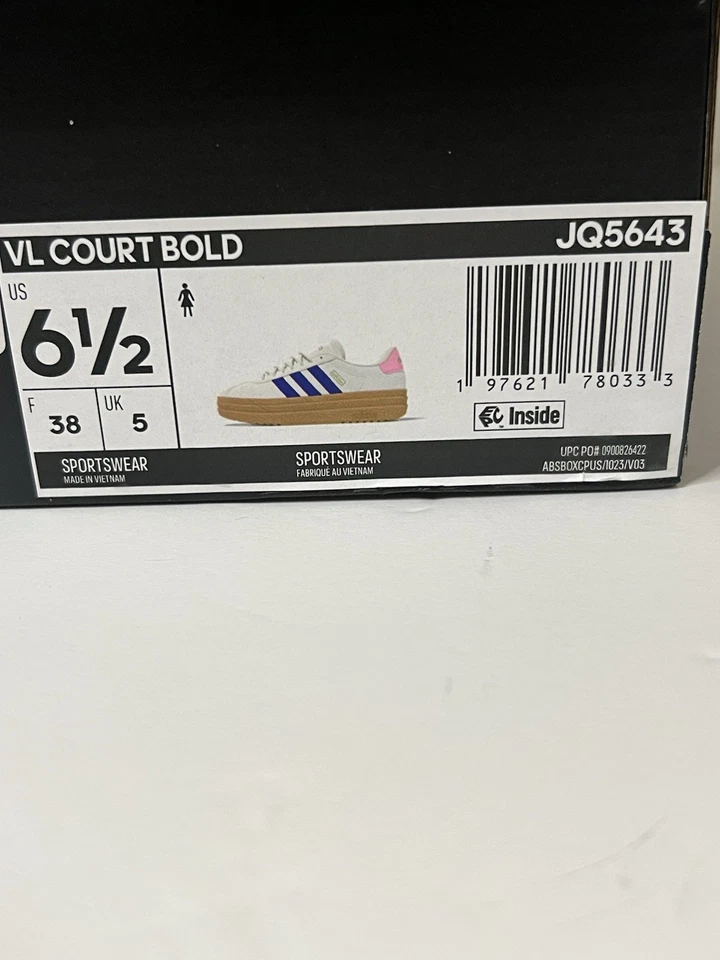 VL COURT BOLD
JQ5643
US
6½
F
38
UK
5
1 97621 78033 3
Inside
SPORTSWEAR
MADE IN VIETNAM
SPORTSWEAR
FABRIQUÉ AU VIETNAM
UPC PO# 0900826422
ABSBOXCPUS/1023/V03